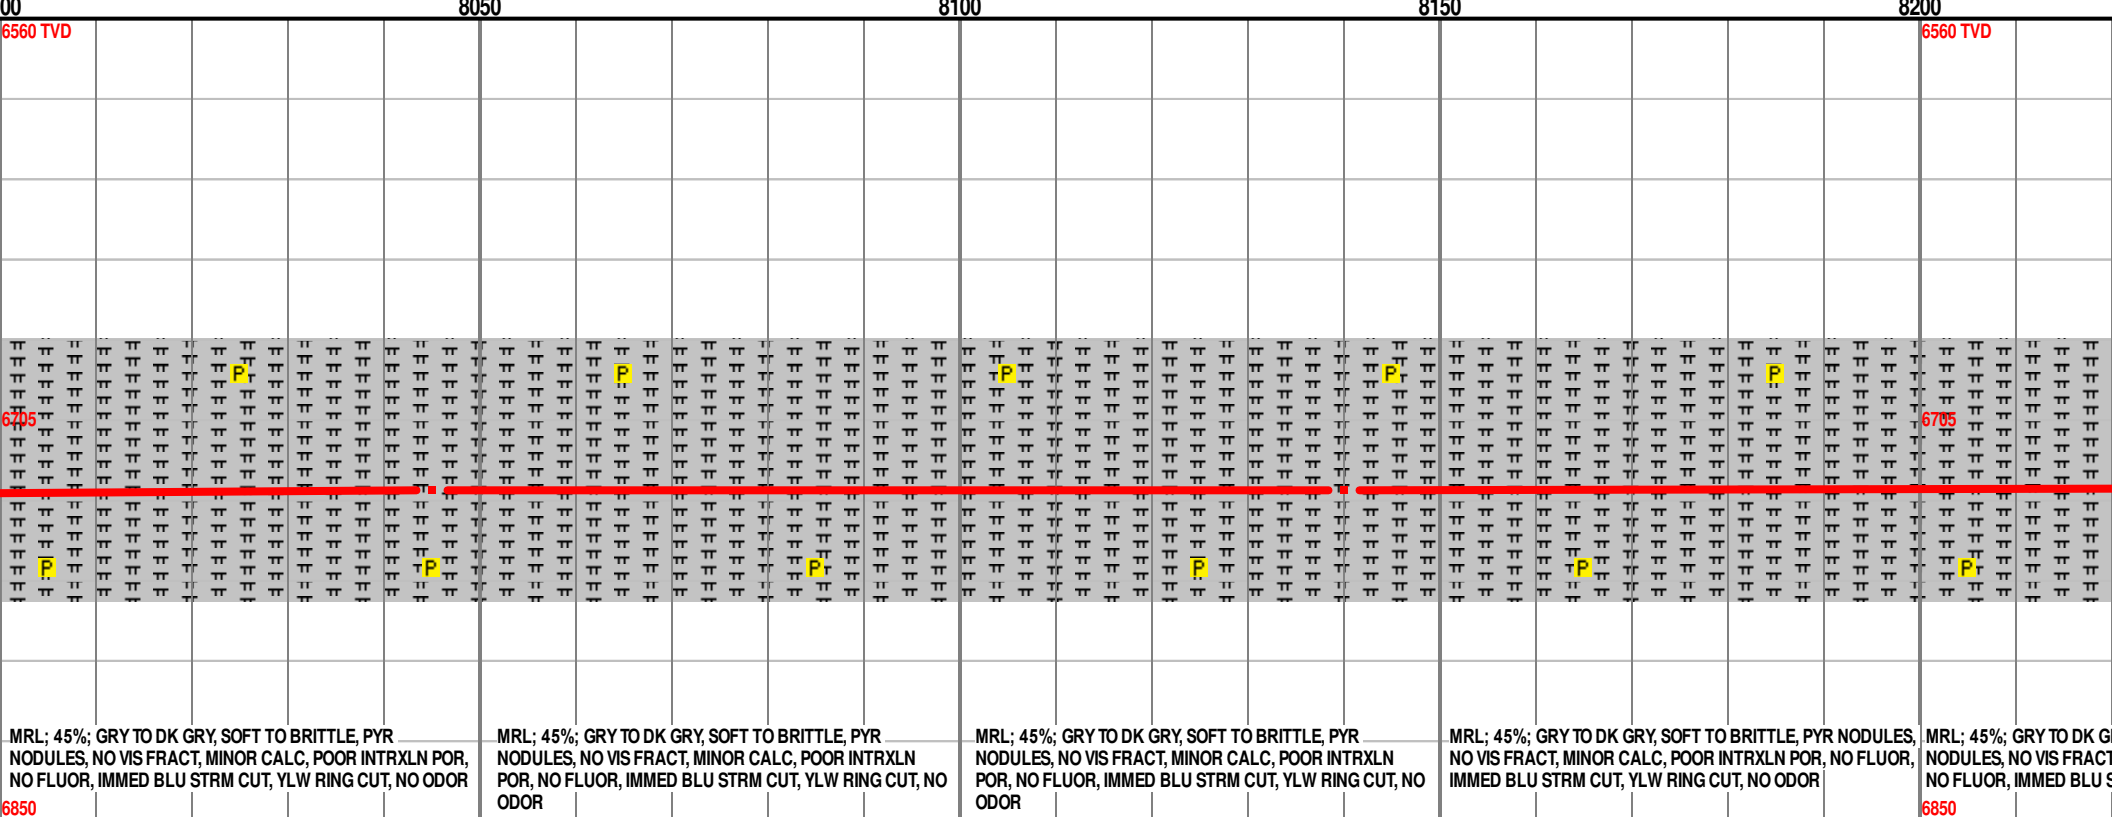 00 8050 8100 8150 8200
6560 TVD 6560 TVD
P P P P P
6705 6705
P P P P P P
MRL; 45%; GRY TO DK GRY, SOFT TO BRITTLE, PYR
NODULES, NO VIS FRACT, MINOR CALC, POOR INTRXLN POR,
NO FLUOR, IMMED BLU STRM CUT, YLW RING CUT, NO ODOR
MRL; 45%; GRY TO DK GRY, SOFT TO BRITTLE, PYR
NODULES, NO VIS FRACT, MINOR CALC, POOR INTRXLN
POR, NO FLUOR, IMMED BLU STRM CUT, YLW RING CUT, NO
ODOR
MRL; 45%; GRY TO DK GRY, SOFT TO BRITTLE, PYR
NODULES, NO VIS FRACT, MINOR CALC, POOR INTRXLN
POR, NO FLUOR, IMMED BLU STRM CUT, YLW RING CUT, NO
ODOR
MRL; 45%; GRY TO DK GRY, SOFT TO BRITTLE, PYR NODULES,
NO VIS FRACT, MINOR CALC, POOR INTRXLN POR, NO FLUOR,
IMMED BLU STRM CUT, YLW RING CUT, NO ODOR
MRL; 45%; GRY TO DK
NODULES, NO VIS FRACT
NO FLUOR, IMMED BLU
6850 6850